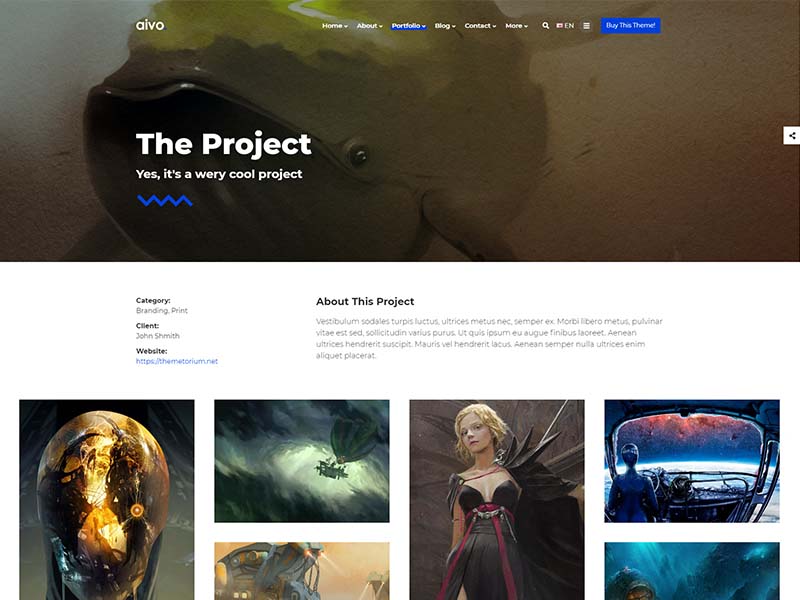 aivo
Home About Portfolio Blog Contact More EN Buy This Theme!
The Project
Yes, it's a wery cool project
Category:
Branding, Print
Client:
John Shmith
Website:
https://themetorium.net
About This Project
Vestibulum sodales turpis luctus, ultrices metus nec, semper ex. Morbi libero metus, pulvinar
vitae est sed, sollicitudin varius purus. Ut quis ipsum eu augue finibus laoreet. Aenean
ultrices hendrerit suscipit. Mauris vel hendrerit lacus. Aenean semper nulla ultrices enim
aliquet placerat.